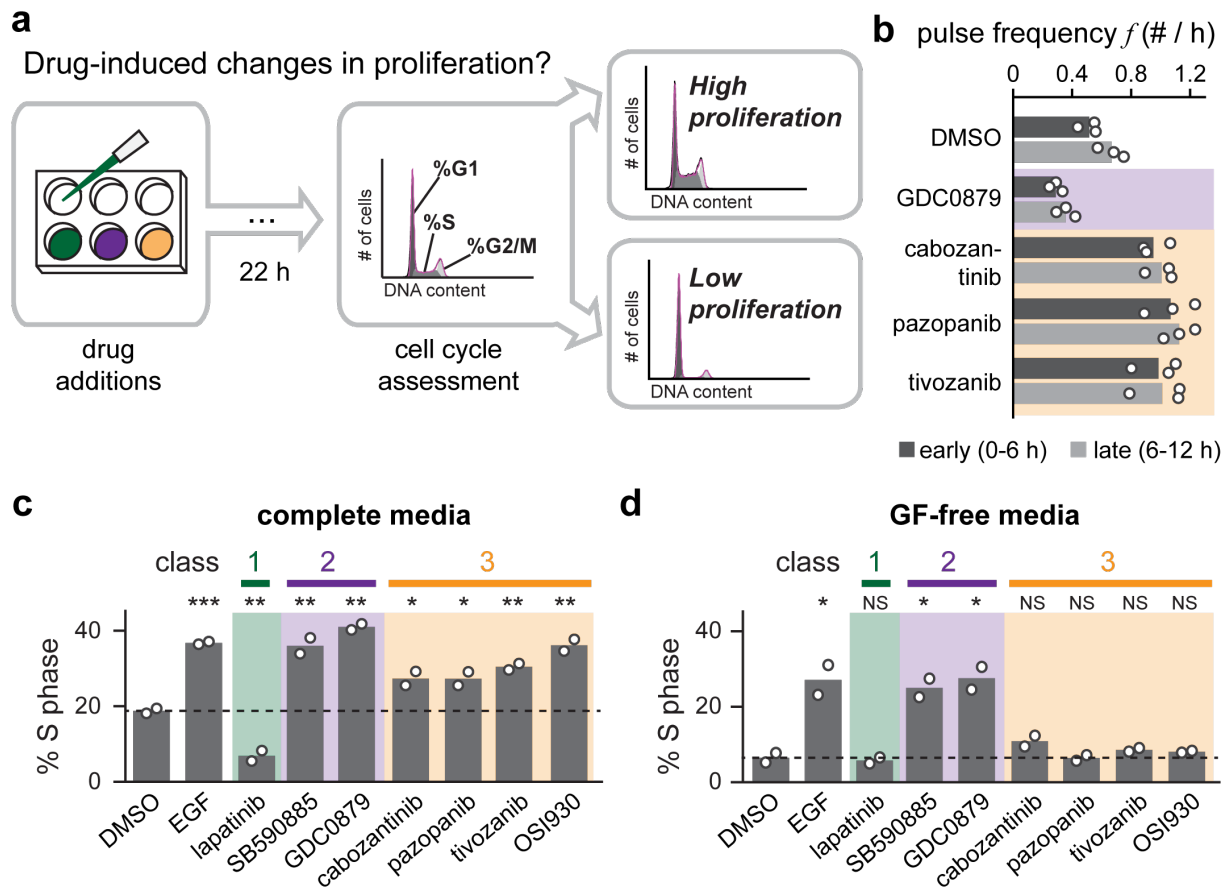 a
Drug-induced changes in proliferation?
...
22 h
drug
additions
# of cells
%G1
%S
%G2/M
DNA content
cell cycle
assessment
# of cells
High
proliferation
DNA content
# of cells
Low
proliferation
DNA content
b
pulse frequency f (# / h)
0 0.4 0.8 1.2
DMSO
GDC0879
cabozan-
tinib
pazopanib
tivozanib
early (0-6 h) late (6-12 h)
c
complete media
class 1 2 3
*** ** ** ** * * ** **
% S phase
40
20
0
DMSO
EGF
lapatinib
SB590885
GDC0879
cabozantinib
pazopanib
tivozanib
OSI930
d
GF-free media
class 1 2 3
* NS * * NS NS NS NS
% S phase
40
20
0
DMSO
EGF
lapatinib
SB590885
GDC0879
cabozantinib
pazopanib
tivozanib
OSI930